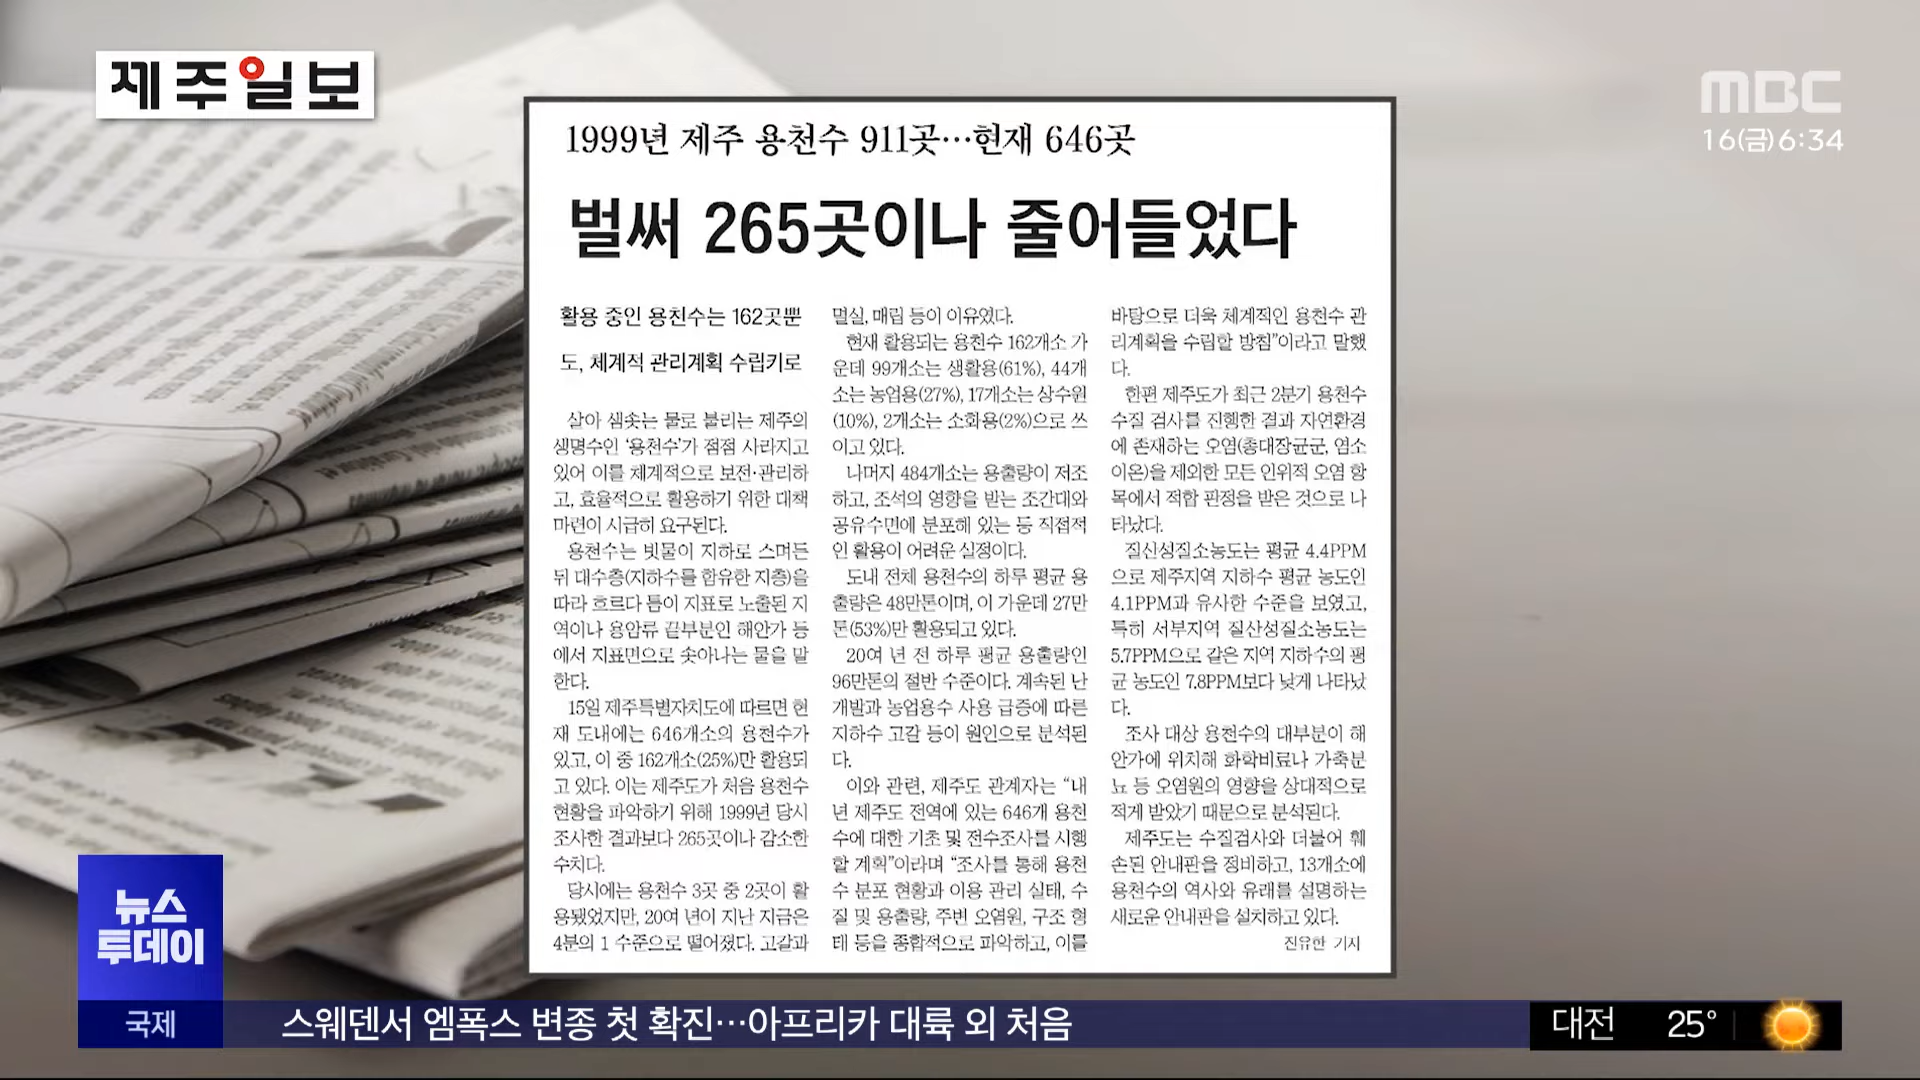 제주일보
MBC
16(금) 6:34
1999년 제주 용천수 911곳…현재 646곳
벌써 265곳이나 줄어들었다
활용 중인 용천수는 162곳뿐
도, 체계적 관리계획 수립키로
살아 샘솟는 물로 불리는 제주의
생명수인 ‘용천수’가 점점 사라지고
있어 이를 체계적으로 보전·관리하
고, 효율적으로 활용하기 위한 대책
마련이 시급히 요구된다.
용천수는 빗물이 지하로 스며든
뒤 대수층(지하수를 함유한 지층)을
따라 흐르다 틈이 지표로 노출된 지
역이나 용암류 끝부분인 해안가 등
에서 지표면으로 솟아나는 물을 말
한다.
15일 제주특별자치도에 따르면 현
재 도내에는 646개소의 용천수가
있고, 이 중 162개소(25%)만 활용되
고 있다. 이는 제주도가 처음 용천수
현황을 파악하기 위해 1999년 당시
조사한 결과보다 265곳이나 감소한
수치다.
당시에는 용천수 3곳 중 2곳이 활
용됐었지만, 20여 년이 지난 지금은
4분의 1 수준으로 떨어졌다. 고갈과
멸실, 매립 등이 이유였다.
현재 활용되는 용천수 162개소 가
운데 99개소는 생활용(61%), 44개
소는 농업용(27%), 17개소는 상수원
(10%), 2개소는 소화용(2%)으로 쓰
이고 있다.
나머지 484개소는 용출량이 저조
하고, 조석의 영향을 받는 조간대와
공유수면에 분포해 있는 등 직접적
인 활용이 어려운 실정이다.
도내 전체 용천수의 하루 평균 용
출량은 48만톤이며, 이 가운데 27만
톤(53%)만 활용되고 있다.
20여 년 전 하루 평균 용출량인
96만톤의 절반 수준이다. 계속된 난
개발과 농업용수 사용 급증에 따른
지하수 고갈 등이 원인으로 분석된
다.
이와 관련, 제주도 관계자는 “내
년 제주도 전역에 있는 646개 용천
수에 대한 기초 및 전수조사를 시행
할 계획”이라며 “조사를 통해 용천
수 분포 현황과 이용 관리 실태, 수
질 및 용출량, 주변 오염원, 구조 형
태 등을 종합적으로 파악하고, 이를
바탕으로 더욱 체계적인 용천수 관
리계획을 수립할 방침”이라고 말했
다.
한편 제주도가 최근 2분기 용천수
수질 검사를 진행한 결과 자연환경
에 존재하는 오염(총대장균군, 염소
이온)을 제외한 모든 인위적 오염 항
목에서 적합 판정을 받은 것으로 나
타났다.
질산성질소농도는 평균 4.4PPM
으로 제주지역 지하수 평균 농도인
4.1PPM과 유사한 수준을 보였고,
특히 서부지역 질산성질소농도는
5.7PPM으로 같은 지역 지하수의 평
균 농도인 7.8PPM보다 낮게 나타났
다.
조사 대상 용천수의 대부분이 해
안가에 위치해 화학비료나 가축분
뇨 등 오염원의 영향을 상대적으로
적게 받았기 때문으로 분석된다.
제주도는 수질검사와 더불어 훼
손된 안내판을 정비하고, 13개소에
용천수의 역사와 유래를 설명하는
새로운 안내판을 설치하고 있다.
진유한 기자
뉴스
투데이
국제 스웨덴서 엠폭스 변종 첫 확진…아프리카 대륙 외 처음
대전 25°